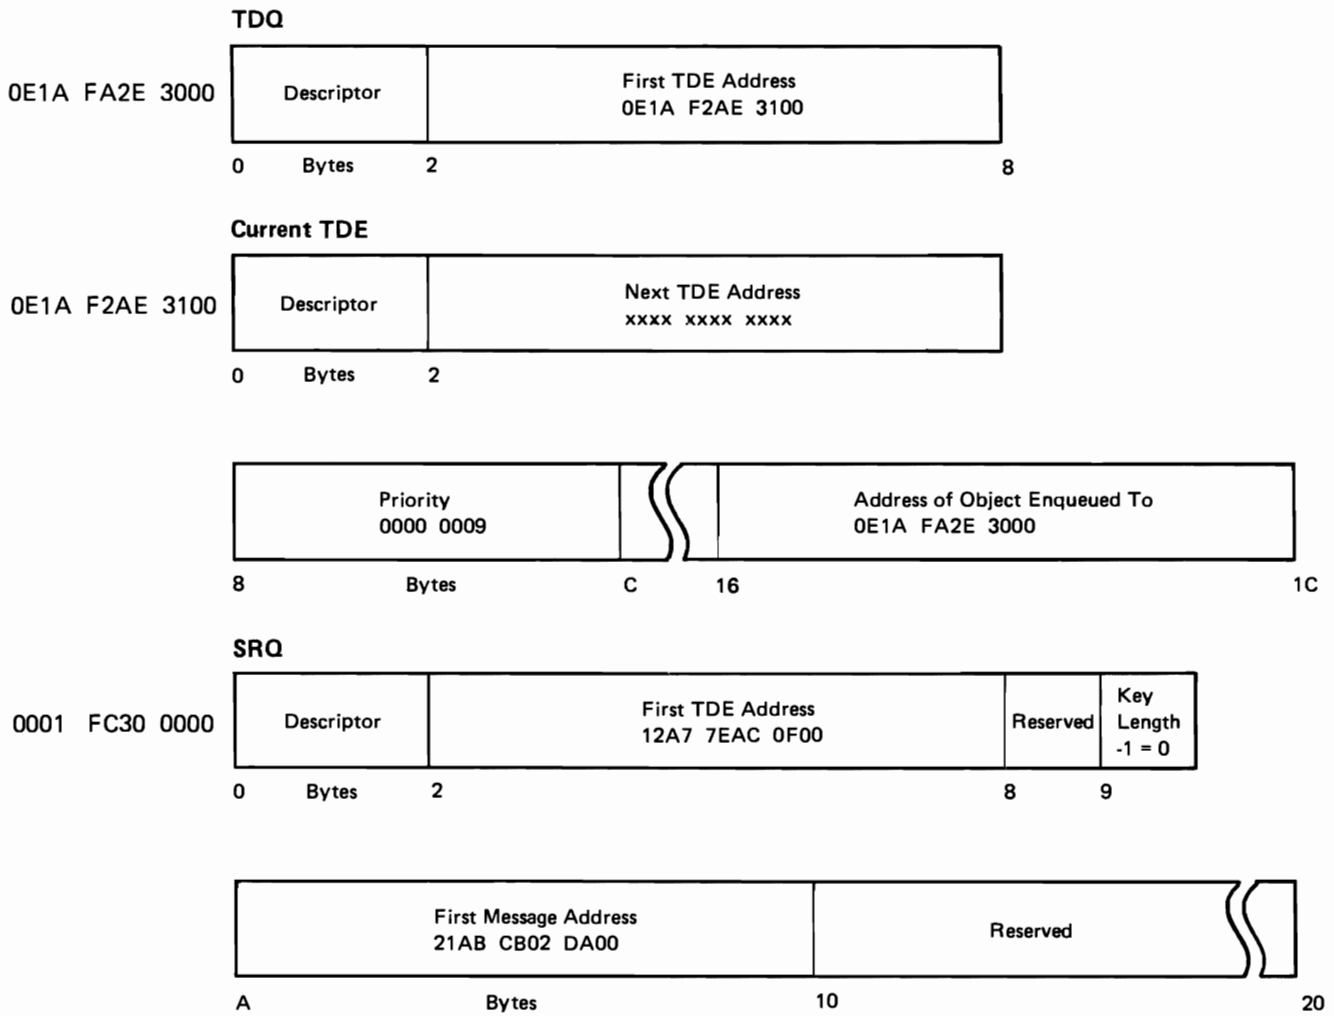 TDQ
0E1A FA2E 3000
Descriptor
First TDE Address
0E1A F2AE 3100
0 Bytes 2 8
Current TDE
0E1A F2AE 3100
Descriptor
Next TDE Address
xxxx xxxx xxxx
0 Bytes 2
Priority
0000 0009
Address of Object Enqueued To
0E1A FA2E 3000
8 Bytes C 16 1C
SRQ
0001 FC30 0000
Descriptor
First TDE Address
12A7 7EAC 0F00
Reserved
Key
Length
-1 = 0
0 Bytes 2 8 9
First Message Address
21AB CB02 DA00
Reserved
A Bytes 10 20